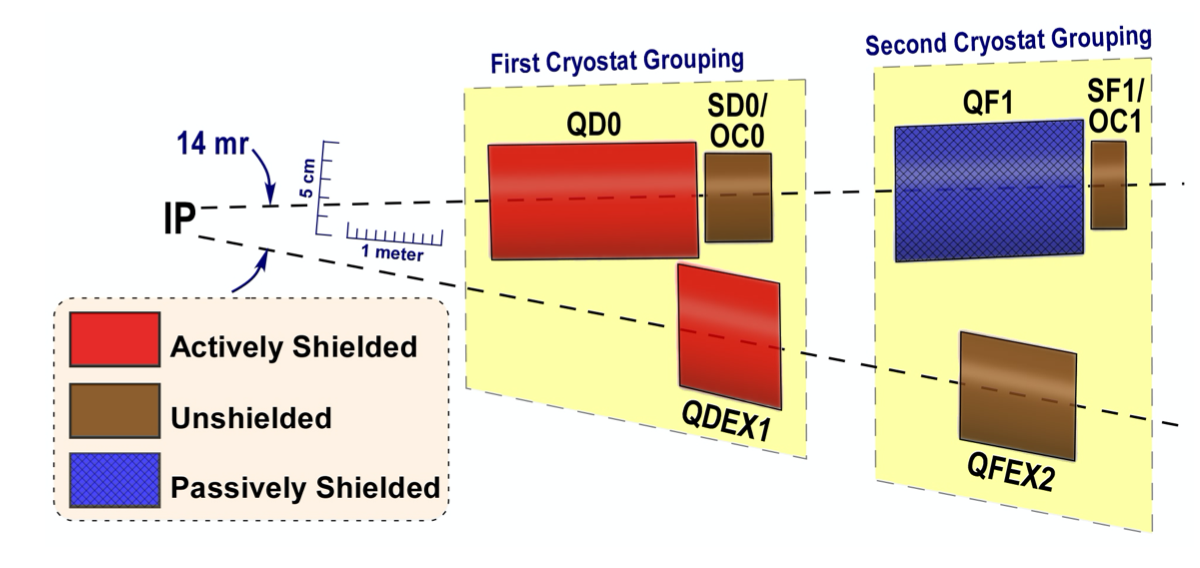 First Cryostat Grouping
Second Cryostat Grouping
QD0
SD0/
OC0
QF1
SF1/
OC1
14 mr
5 cm
IP
1 meter
Actively Shielded
Unshielded
Passively Shielded
QDEX1
QFEX2